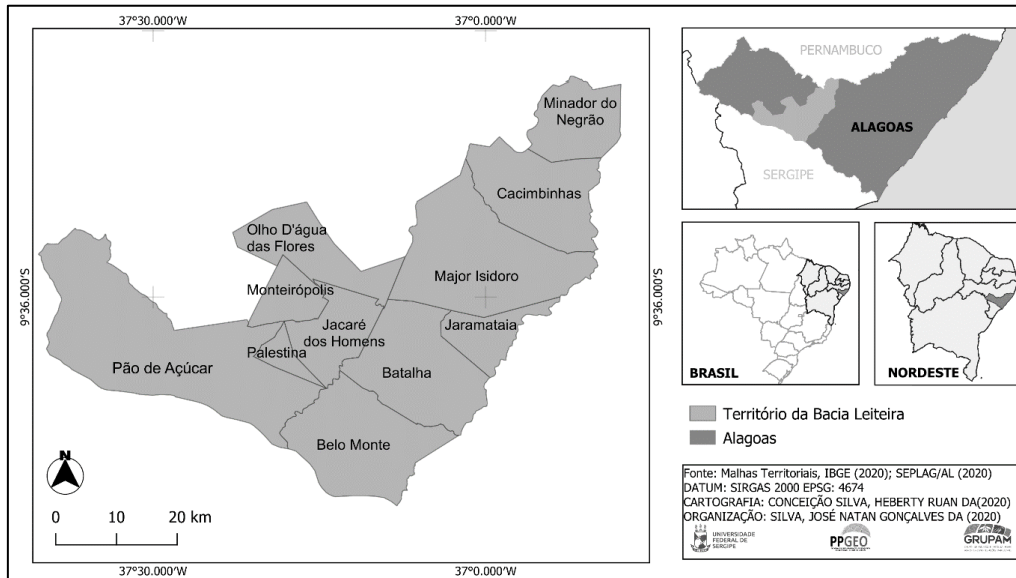 37°30.000'W
37°0.000'W
9°36.000'S
9°36.000'S
Minador do
Negrão
Cacimbinhas
Olho D'água
das Flores
Major Isidoro
Monteirópolis
Jacaré
dos Homens
Jaramataia
Palestina
Pão de Açúcar
Batalha
Belo Monte
N
0 10 20 km
37°30.000'W
37°0.000'W
PERNAMBUCO
ALAGOAS
SERGIPE
BRASIL
NORDESTE
Território da Bacia Leiteira
Alagoas
Fonte: Malhas Territoriais, IBGE (2020); SEPLAG/AL (2020)
DATUM: SIRGAS 2000 EPSG: 4674
CARTOGRAFIA: CONCEIÇÃO SILVA, HEBERTY RUAN DA(2020)
ORGANIZAÇÃO: SILVA, JOSÉ NATAN GONÇALVES DA (2020)
UNIVERSIDADE
FEDERAL DE
SERGIPE
PPGEO
GRUPAM